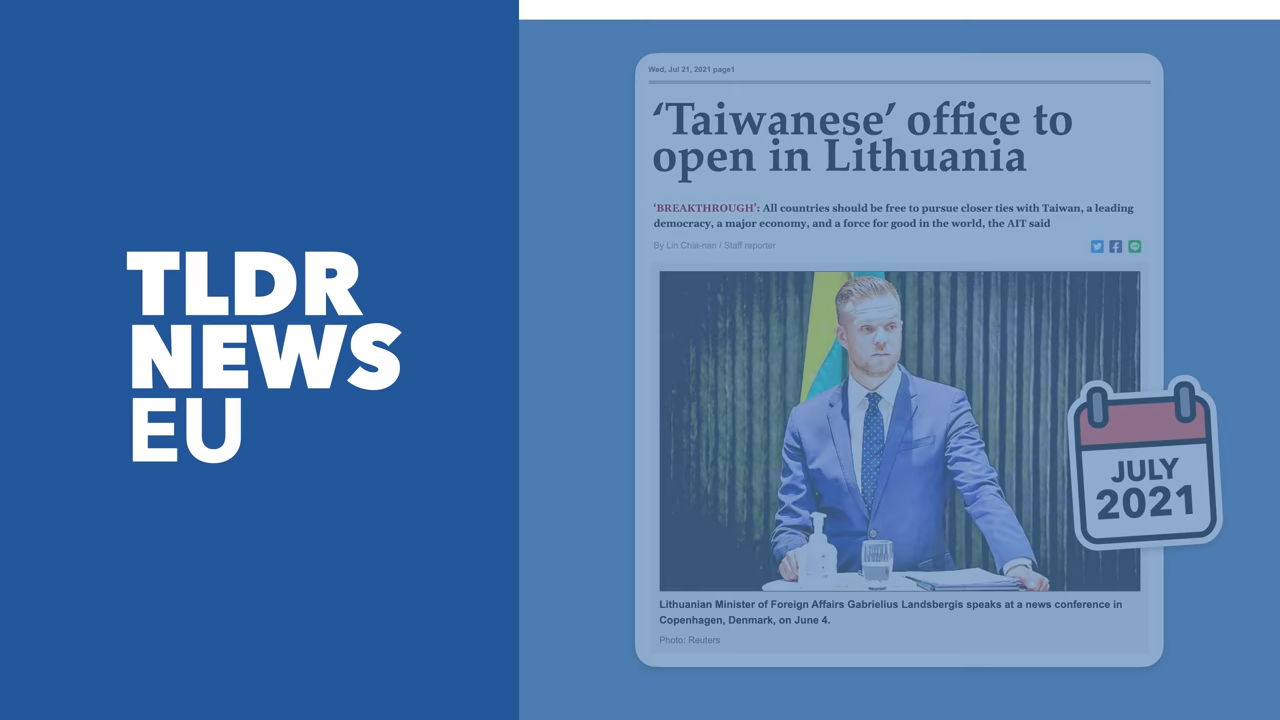 TLDR
NEWS
EU
Wed, Jul 21, 2021 page1
‘Taiwanese’ office to
open in Lithuania
‘BREAKTHROUGH’: All countries should be free to pursue closer ties with Taiwan, a leading
democracy, a major economy, and a force for good in the world, the AIT said
By Lin Chia-nan / Staff reporter
Lithuanian Minister of Foreign Affairs Gabrielius Landsbergis speaks at a news conference in
Copenhagen, Denmark, on June 4.
Photo: Reuters
JULY
2021